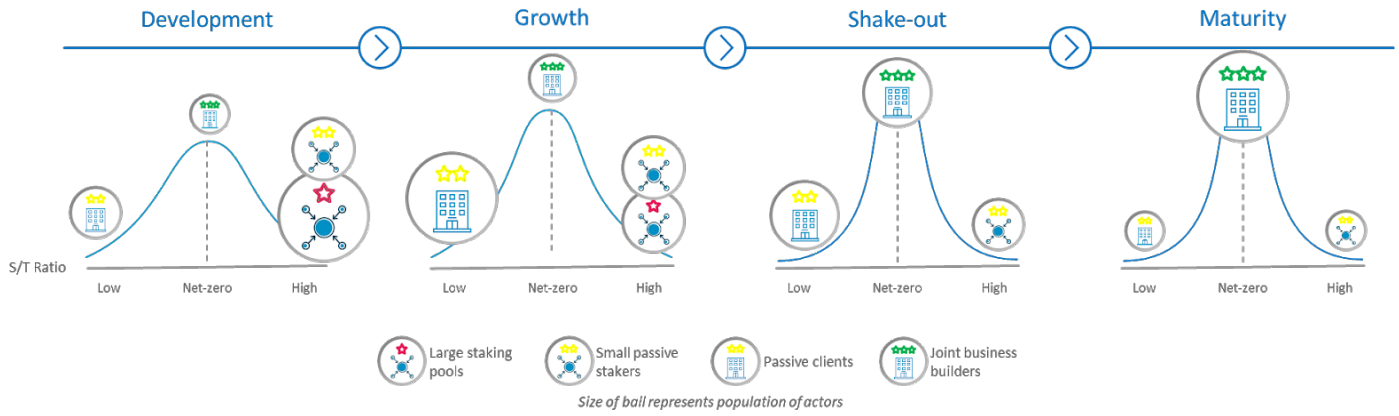 Development
Growth
Shake-out
Maturity
S/T Ratio
Low
Net-zero
High
Low
Net-zero
High
Low
Net-zero
High
Low
Net-zero
High
Large staking
pools
Small passive
stakers
Passive clients
Joint business
builders
Size of bail represents population of actors